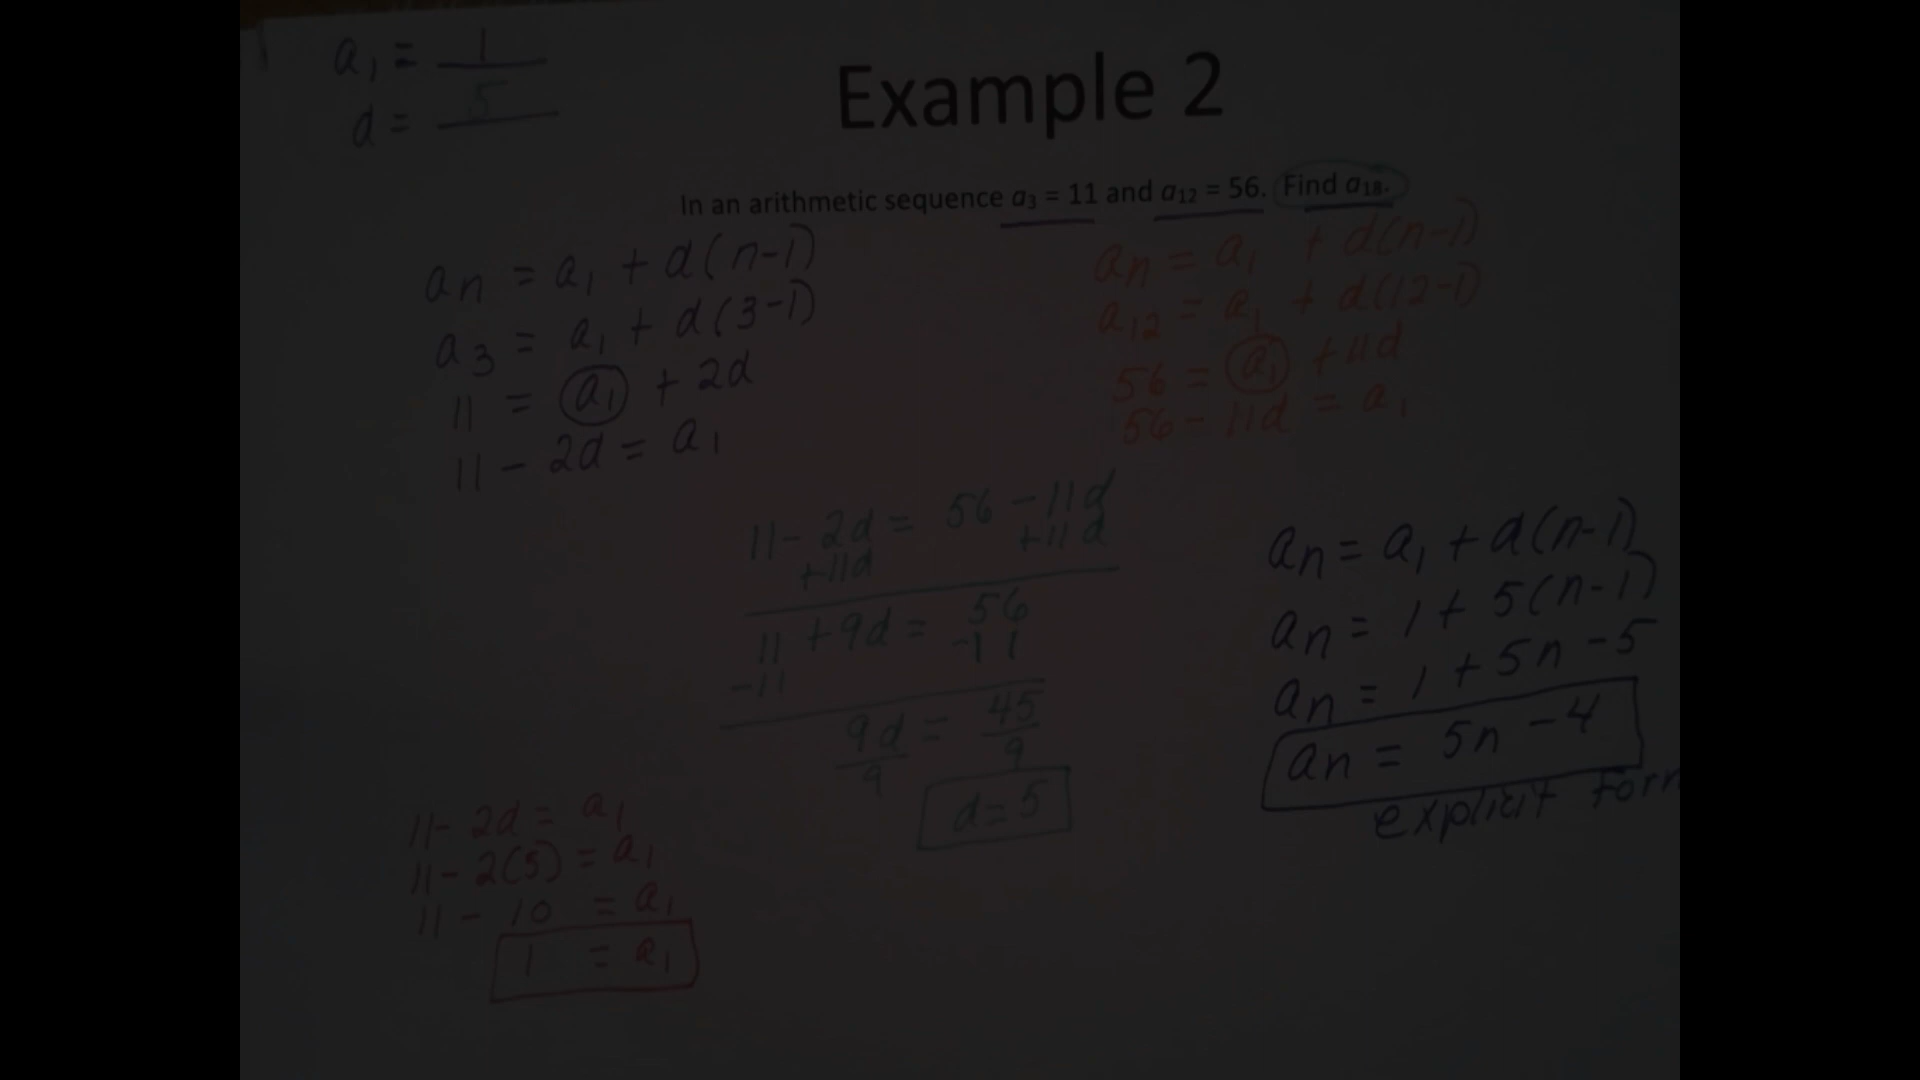 a₁ = 1
d = 5
Example 2
In an arithmetic sequence a₃ = 11 and a₁₂ = 56. Find a₁₈.
an = a₁ + d(n-1)
a₃ = a₁ + d(3-1)
11 = a₁ + 2d
11 - 2d = a₁
an = a₁ + d(n-1)
a₁₂ = a₁ + d(12-1)
56 = a₁ + 11d
56 - 11d = a₁
11 - 2d = 56 - 11d
+11d +11d
11 + 9d = 56
-11 -11
9d = 45
9 9
d = 5
11 - 2d = a₁
11 - 2(5) = a₁
11 - 10 = a₁
1 = a₁
an = a₁ + d(n-1)
an = 1 + 5(n-1)
an = 1 + 5n - 5
an = 5n - 4
explicit form